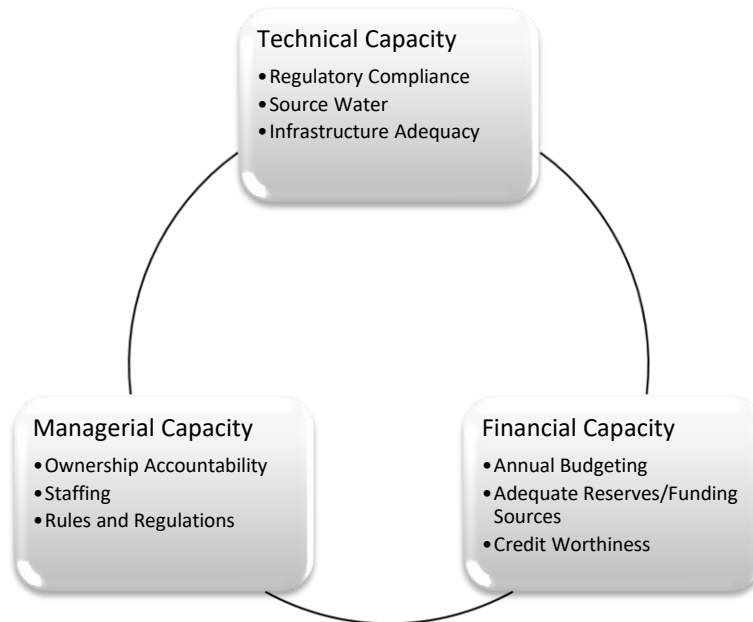 Technical Capacity
•Regulatory Compliance
•Source Water
•Infrastructure Adequacy
Managerial Capacity
•Ownership Accountability
•Staffing
•Rules and Regulations
Financial Capacity
•Annual Budgeting
•Adequate Reserves/Funding
Sources
•Credit Worthiness